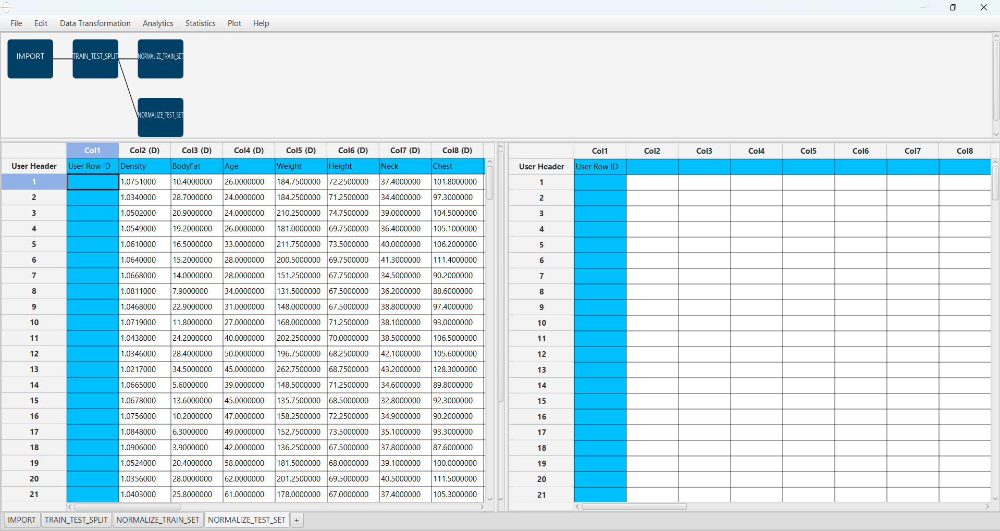 File Edit Data Transformation Analytics Statistics Plot Help
IMPORT TRAIN_TEST_SPLIT NORMALIZE_TRAIN_SET
NORMALIZE_TEST_SET
Col1 Col2 (D) Col3 (D) Col4 (D) Col5 (D) Col6 (D) Col7 (D) Col8 (D)
User Header User Row ID Density BodyFat Age Weight Height Neck Chest
1 1.0751000 10.4000000 26.0000000 184.7500000 72.2500000 37.4000000 101.8000000
2 1.0340000 28.7000000 24.0000000 184.2500000 71.2500000 34.4000000 97.3000000
3 1.0502000 20.9000000 24.0000000 210.2500000 74.7500000 39.0000000 104.5000000
4 1.0549000 19.2000000 26.0000000 181.0000000 69.7500000 36.4000000 105.1000000
5 1.0610000 16.5000000 33.0000000 211.7500000 73.5000000 40.0000000 106.2000000
6 1.0640000 15.2000000 28.0000000 200.5000000 69.7500000 41.3000000 111.4000000
7 1.0668000 14.0000000 28.0000000 151.2500000 67.7500000 34.5000000 90.2000000
8 1.0811000 7.9000000 34.0000000 131.5000000 67.5000000 36.2000000 88.6000000
9 1.0468000 22.9000000 31.0000000 148.0000000 67.5000000 38.8000000 97.4000000
10 1.0719000 11.8000000 27.0000000 168.0000000 71.2500000 38.1000000 93.0000000
11 1.0438000 24.2000000 40.0000000 202.2500000 70.0000000 38.5000000 106.5000000
12 1.0346000 28.4000000 50.0000000 196.7500000 68.2500000 42.1000000 105.6000000
13 1.0217000 34.5000000 45.0000000 262.7500000 68.7500000 43.2000000 128.3000000
14 1.0665000 5.6000000 39.0000000 148.5000000 71.2500000 34.6000000 89.8000000
15 1.0678000 13.6000000 45.0000000 135.7500000 68.5000000 32.8000000 92.3000000
16 1.0756000 10.2000000 47.0000000 158.2500000 72.2500000 34.9000000 90.2000000
17 1.0848000 6.3000000 49.0000000 152.7500000 73.5000000 35.1000000 93.3000000
18 1.0906000 3.9000000 42.0000000 136.2500000 67.5000000 37.8000000 87.6000000
19 1.0524000 20.4000000 58.0000000 181.5000000 68.0000000 39.1000000 100.0000000
20 1.0356000 28.0000000 62.0000000 201.2500000 69.5000000 40.5000000 111.5000000
21 1.0403000 25.8000000 61.0000000 178.0000000 67.0000000 37.4000000 105.3000000
Col1 Col2 Col3 Col4 Col5 Col6 Col7 Col8
User Header User Row ID
1
2
3
4
5
6
7
8
9
10
11
12
13
14
15
16
17
18
19
20
21
IMPORT TRAIN_TEST_SPLIT NORMALIZE_TRAIN_SET NORMALIZE_TEST_SET +